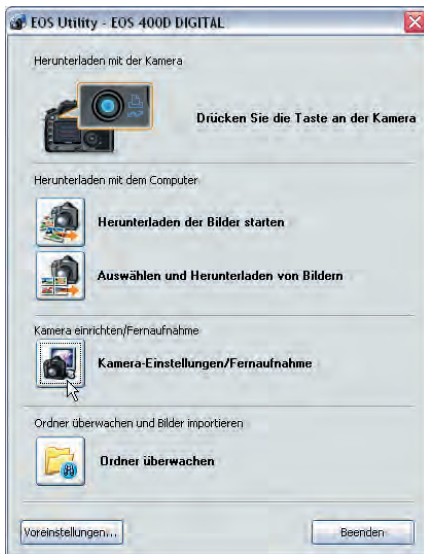 EOS Utility - EOS 400D DIGITAL
Herunterladen mit der Kamera
Drücken Sie die Taste an der Kamera
Herunterladen mit dem Computer
Herunterladen der Bilder starten
Auswählen und Herunterladen von Bildern
Kamera einrichten/Fernaufnahme
Kamera-Einstellungen/Fernaufnahme
Ordner überwachen und Bilder importieren
Ordner überwachen
Voreinstellungen... Beenden